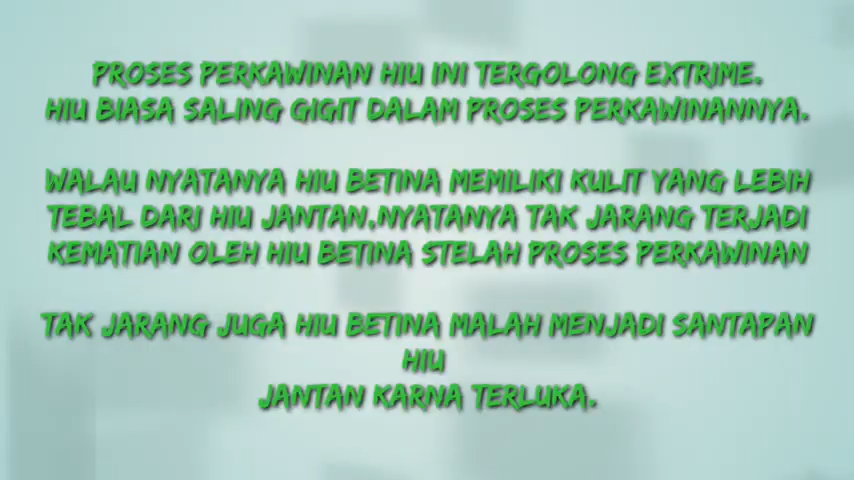 PROSES PERKAWINAN HIU INI TERGOLONG EXTRIME.
HIU BIASA SALING GIGIT DALAM PROSES PERKAWINANNYA.
WALAU NYATANYA HIU BETINA MEMILIKI KULIT YANG LEBIH
TEBAL DARI HIU JANTAN.NYATANYA TAK JARANG TERJADI
KEMATIAN OLEH HIU BETINA STELAH PROSES PERKAWINAN
TAK JARANG JUGA HIU BETINA MALAH MENJADI SANTAPAN
HIU
JANTAN KARNA TERLUKA.